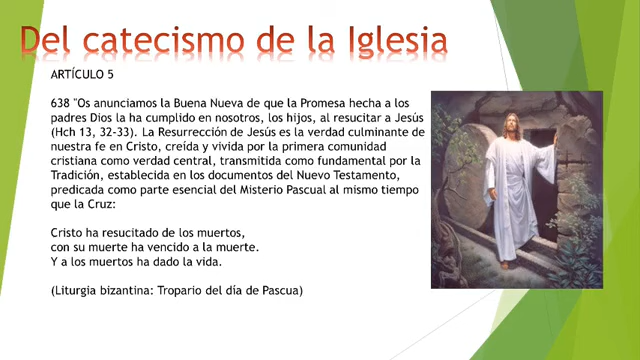 Del catecismo de la Iglesia
ARTÍCULO 5
638 "Os anunciamos la Buena Nueva de que la Promesa hecha a los
padres Dios la ha cumplido en nosotros, los hijos, al resucitar a Jesús
(Hch 13, 32-33). La Resurrección de Jesús es la verdad culminante de
nuestra fe en Cristo, creída y vivida por la primera comunidad
cristiana como verdad central, transmitida como fundamental por la
Tradición, establecida en los documentos del Nuevo Testamento,
predicada como parte esencial del Misterio Pascual al mismo tiempo
que la Cruz:
Cristo ha resucitado de los muertos,
con su muerte ha vencido a la muerte.
Y a los muertos ha dado la vida.
(Liturgia bizantina: Tropario del día de Pascua)